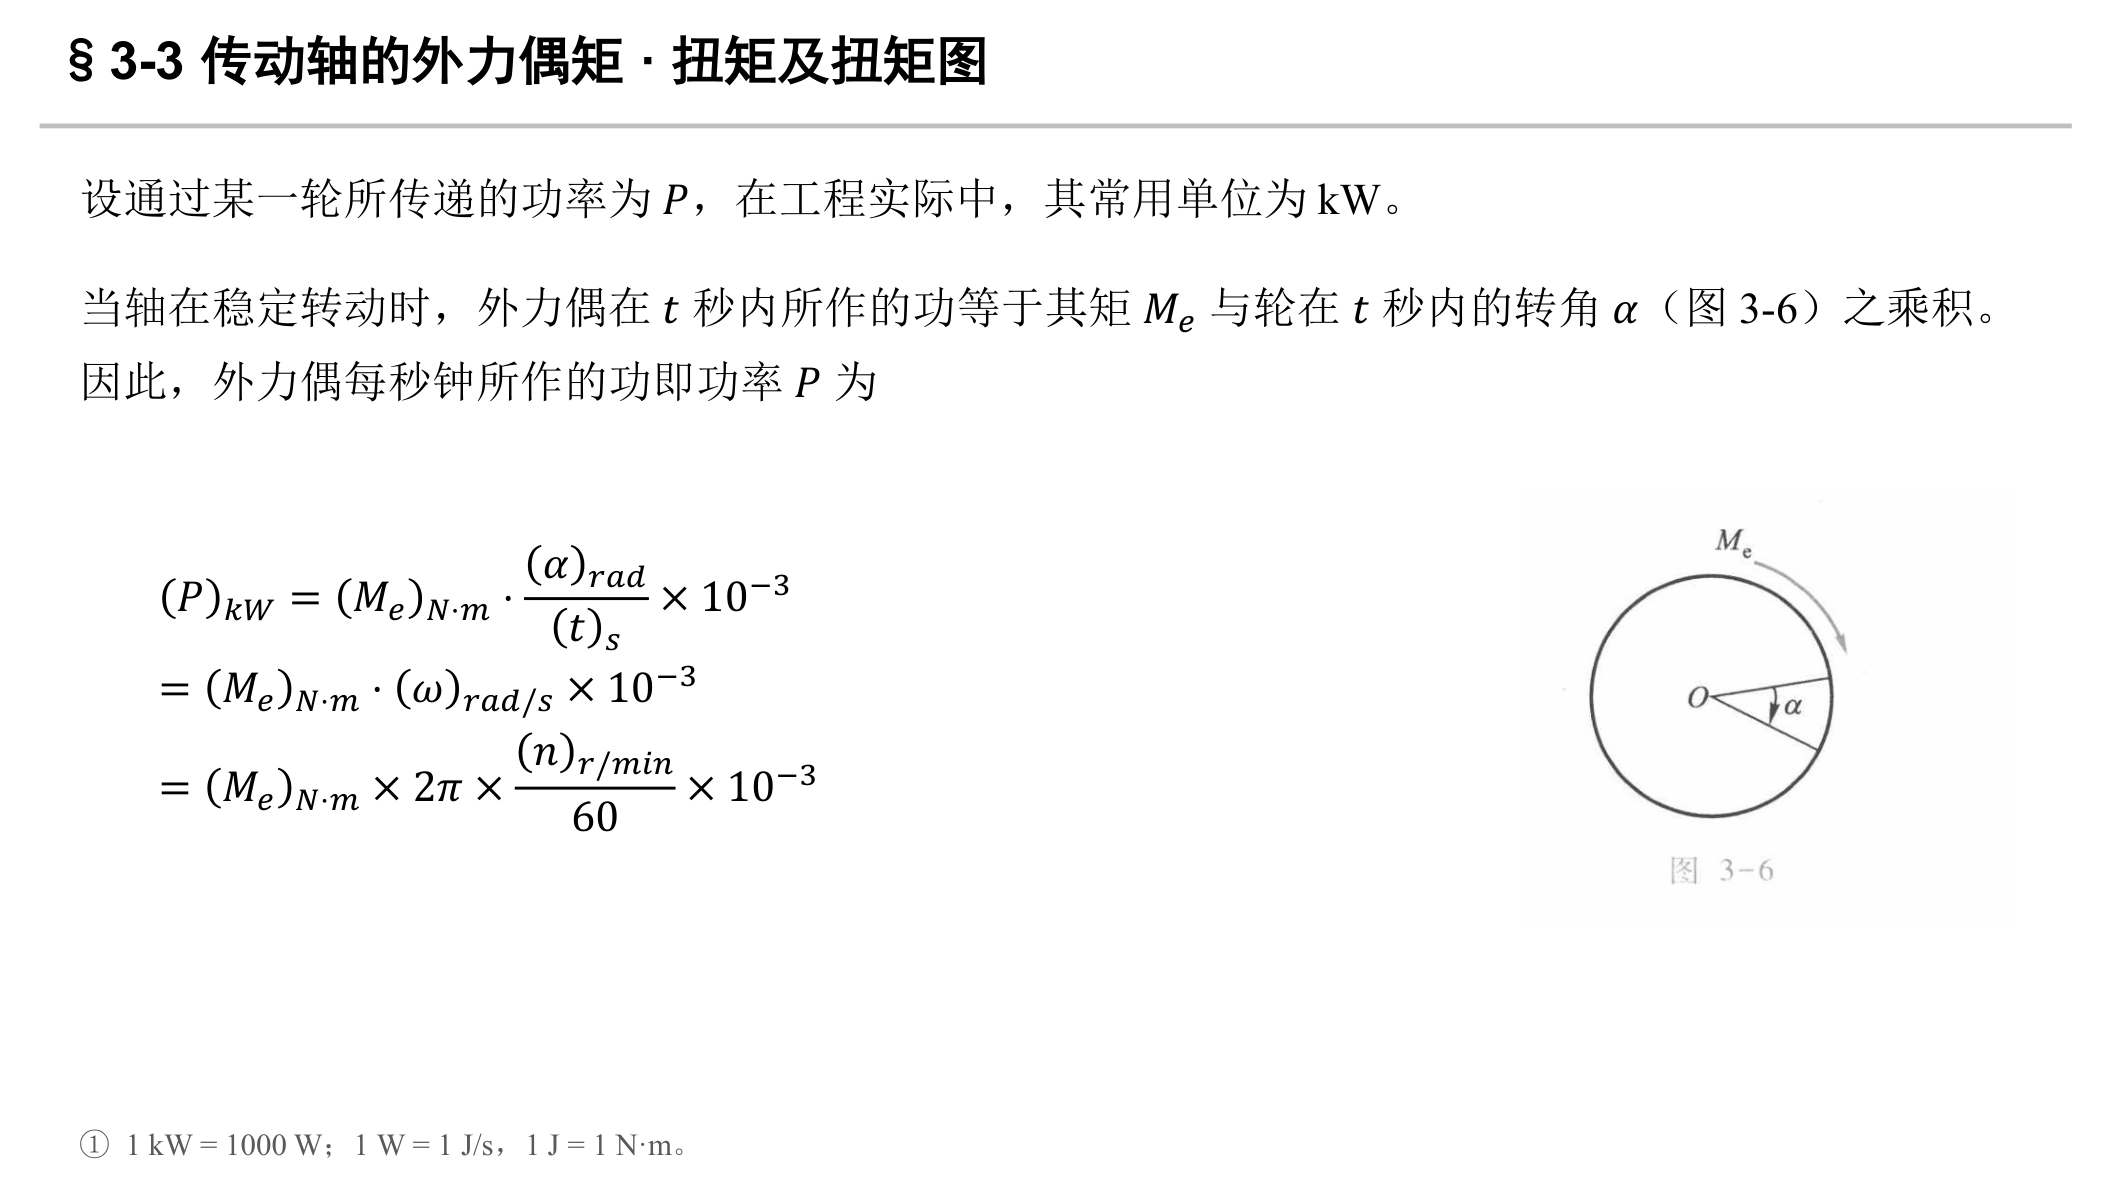 § 3-3 传动轴的外力偶矩 · 扭矩及扭矩图
设通过某一轮所传递的功率为 P，在工程实际中，其常用单位为 kW。
当轴在稳定转动时，外力偶在 t 秒内所作的功等于其矩 Mₑ 与轮在 t 秒内的转角 α（图 3-6）之乘积。
因此，外力偶每秒钟所作的功即功率 P 为
(P)_{kW} = (M_e)_{N·m} · \frac{(α)_{rad}}{(t)_s} × 10^{-3}
= (M_e)_{N·m} · (ω)_{rad/s} × 10^{-3}
= (M_e)_{N·m} × 2π × \frac{(n)_{r/min}}{60} × 10^{-3}
Mₑ
O
α
图 3-6
① 1 kW = 1000 W；1 W = 1 J/s，1 J = 1 N·m。